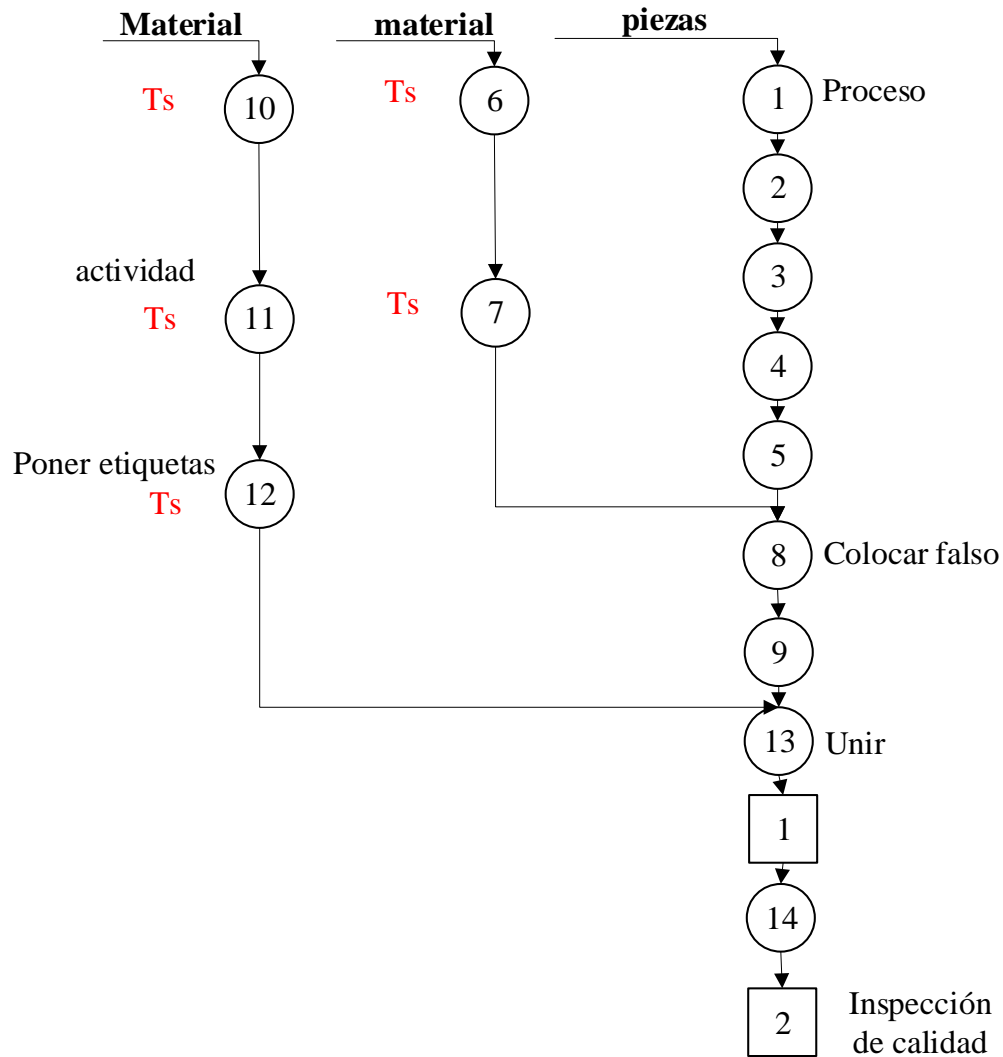 Material
material
piezas
Ts
10
Ts
6
1
Proceso
2
3
actividad
Ts
11
Ts
7
4
5
Poner etiquetas
Ts
12
8
Colocar falso
9
13
Unir
1
14
2
Inspección
de calidad